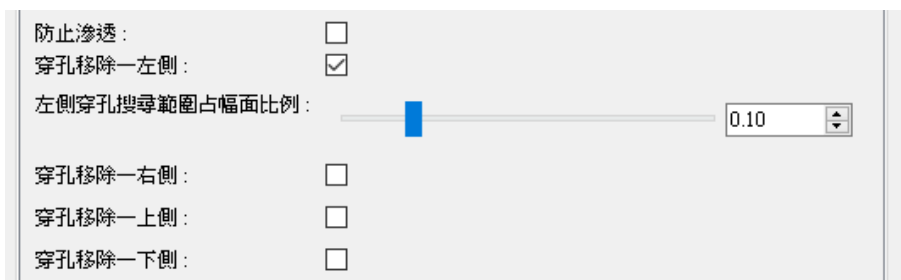 防止滲透：
穿孔移除一左側：
左側穿孔搜尋範圍占幅面比例：
0.10
穿孔移除一右側：
穿孔移除一上側：
穿孔移除一下側：